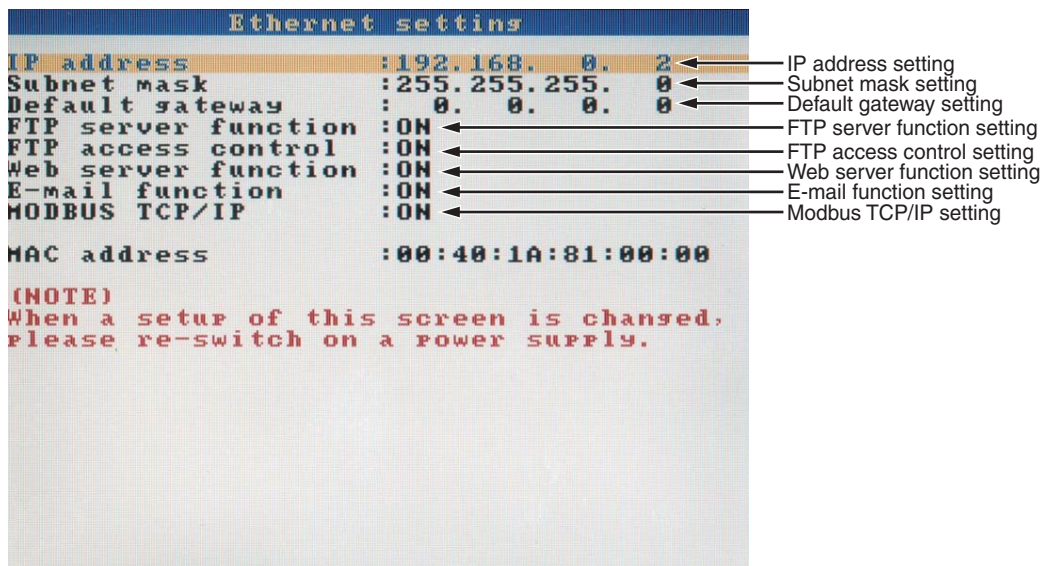 Ethernet setting
IP address :192.168. 0. 2
IP address setting
Subnet mask :255.255.255. 0
Subnet mask setting
Default gateway : 0. 0. 0. 0
Default gateway setting
FTP server function :ON
FTP server function setting
FTP access control :ON
FTP access control setting
Web server function :ON
Web server function setting
E-mail function :ON
E-mail function setting
MODBUS TCP/IP :ON
Modbus TCP/IP setting
MAC address :00:40:1A:81:00:00
(NOTE)
When a setup of this screen is changed,
please re-switch on a power supply.